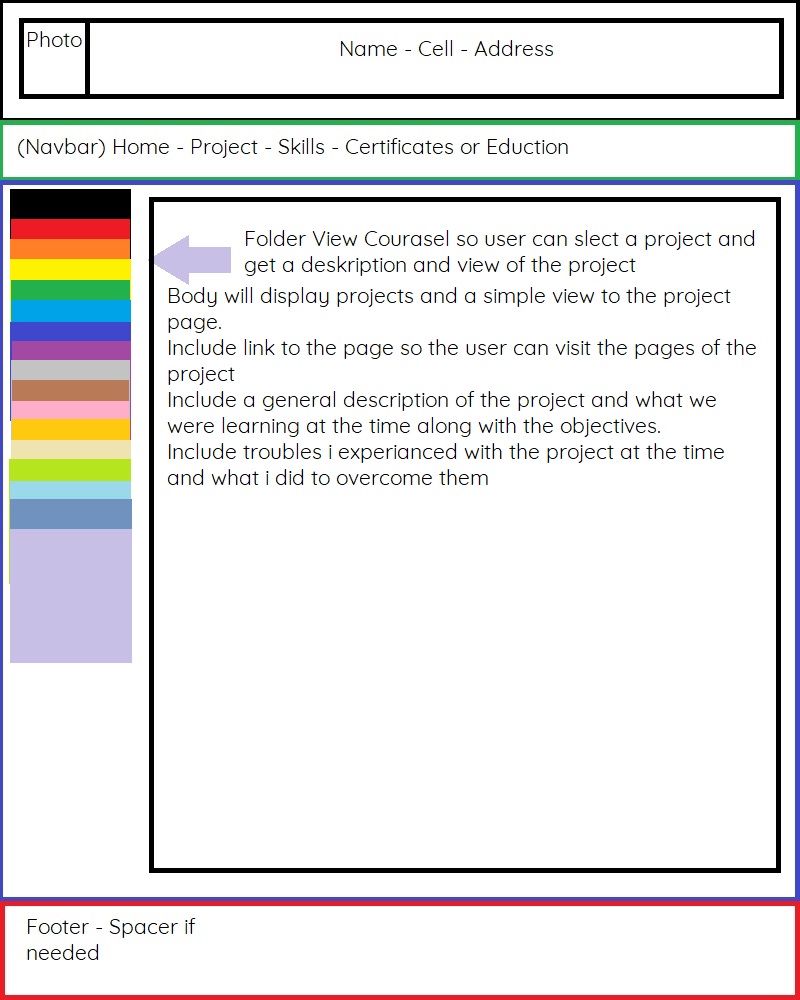 Photo
Name - Cell - Address
(Navbar) Home - Project - Skills - Certificates or Eduction
Folder View Courasel so user can slect a project and
get a deskription and view of the project
Body will display projects and a simple view to the project
page.
Include link to the page so the user can visit the pages of the
project
Include a general description of the project and what we
were learning at the time along with the objectives.
Include troubles i experianced with the project at the time
and what i did to overcome them
Footer - Spacer if
needed